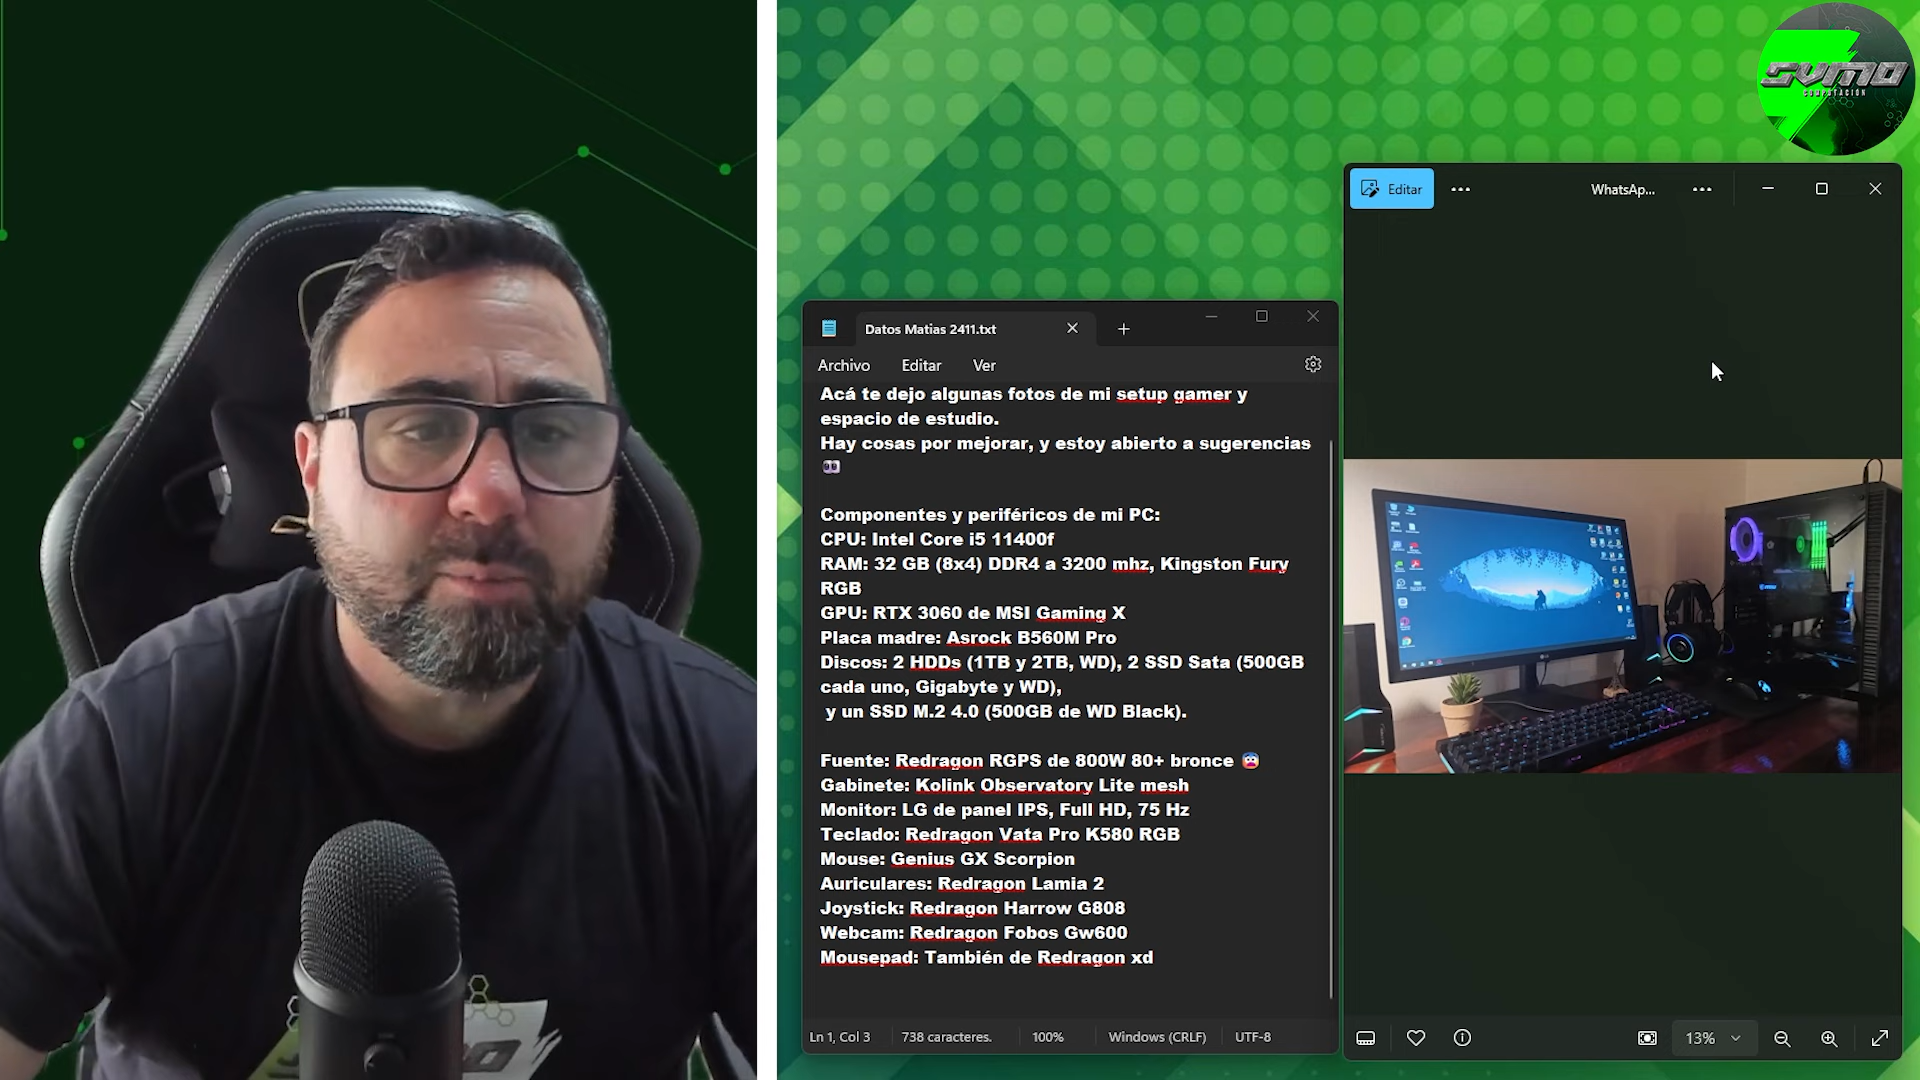 SVMO
COMPUTACIÓN
Editar
WhatsAp...
Datos Matias 2411.txt
Archivo
Editar
Ver
Acá te dejo algunas fotos de mi setup gamer y
espacio de estudio.
Hay cosas por mejorar, y estoy abierto a sugerencias
👀
Componentes y periféricos de mi PC:
CPU: Intel Core i5 11400f
RAM: 32 GB (8x4) DDR4 a 3200 mhz, Kingston Fury
RGB
GPU: RTX 3060 de MSI Gaming X
Placa madre: Asrock B560M Pro
Discos: 2 HDDs (1TB y 2TB, WD), 2 SSD Sata (500GB
cada uno, Gigabyte y WD),
y un SSD M.2 4.0 (500GB de WD Black).
Fuente: Redragon RGPS de 800W 80+ bronce 😨
Gabinete: Kolink Observatory Lite mesh
Monitor: LG de panel IPS, Full HD, 75 Hz
Teclado: Redragon Vata Pro K580 RGB
Mouse: Genius GX Scorpion
Auriculares: Redragon Lamia 2
Joystick: Redragon Harrow G808
Webcam: Redragon Fobos Gw600
Mousepad: También de Redragon xd
Ln 1, Col 3
738 caracteres.
100%
Windows (CRLF)
UTF-8
13%